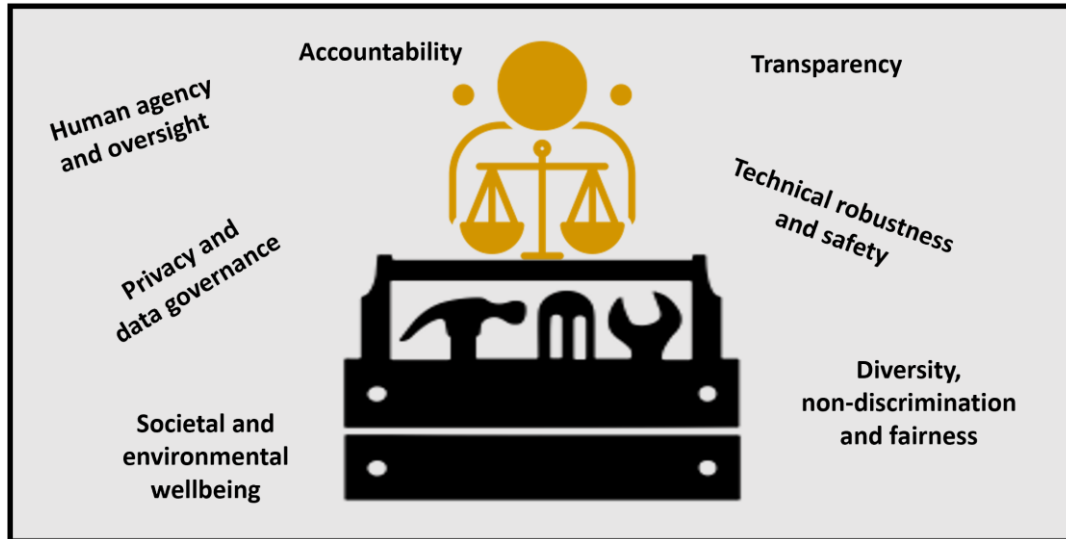 Accountability
Transparency
Human agency
and oversight
Technical robustness
and safety
Privacy and
data governance
Diversity,
non-discrimination
and fairness
Societal and
environmental
wellbeing